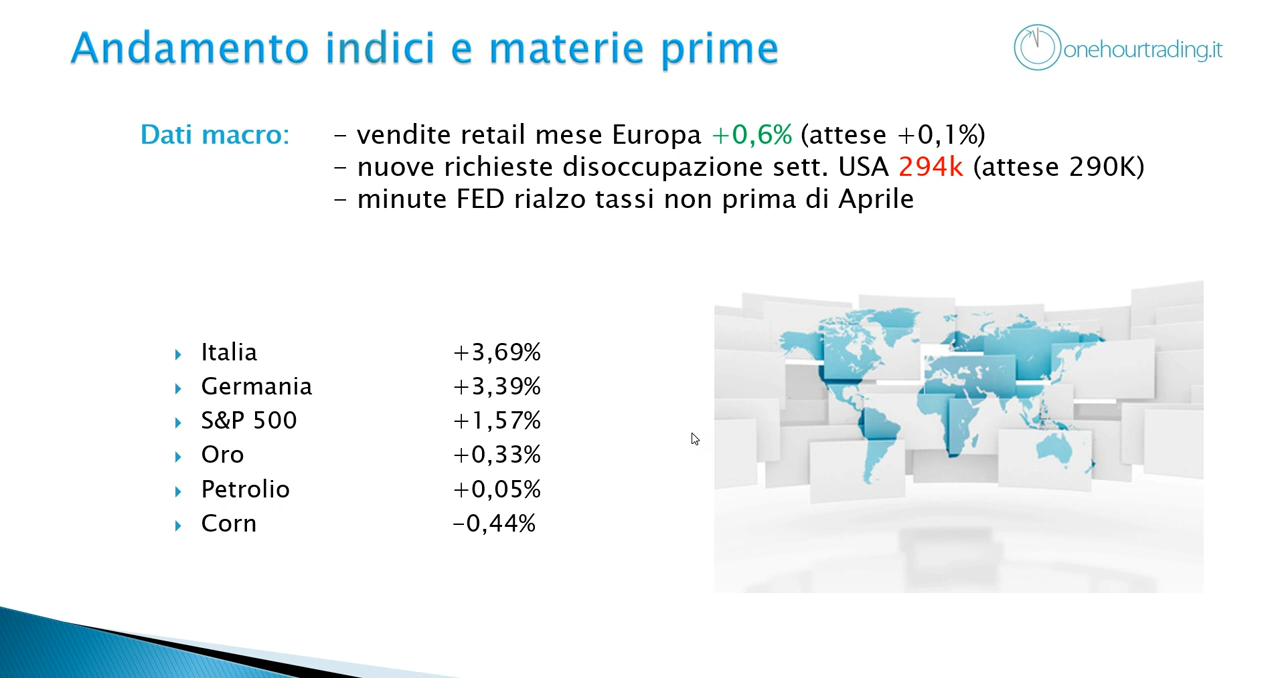 Andamento indici e materie prime
onehourtrading.it
Dati macro: - vendite retail mese Europa +0,6% (attese +0,1%)
- nuove richieste disoccupazione sett. USA 294k (attese 290K)
- minute FED rialzo tassi non prima di Aprile
Italia +3,69%
Germania +3,39%
S&P 500 +1,57%
Oro +0,33%
Petrolio +0,05%
Corn -0,44%